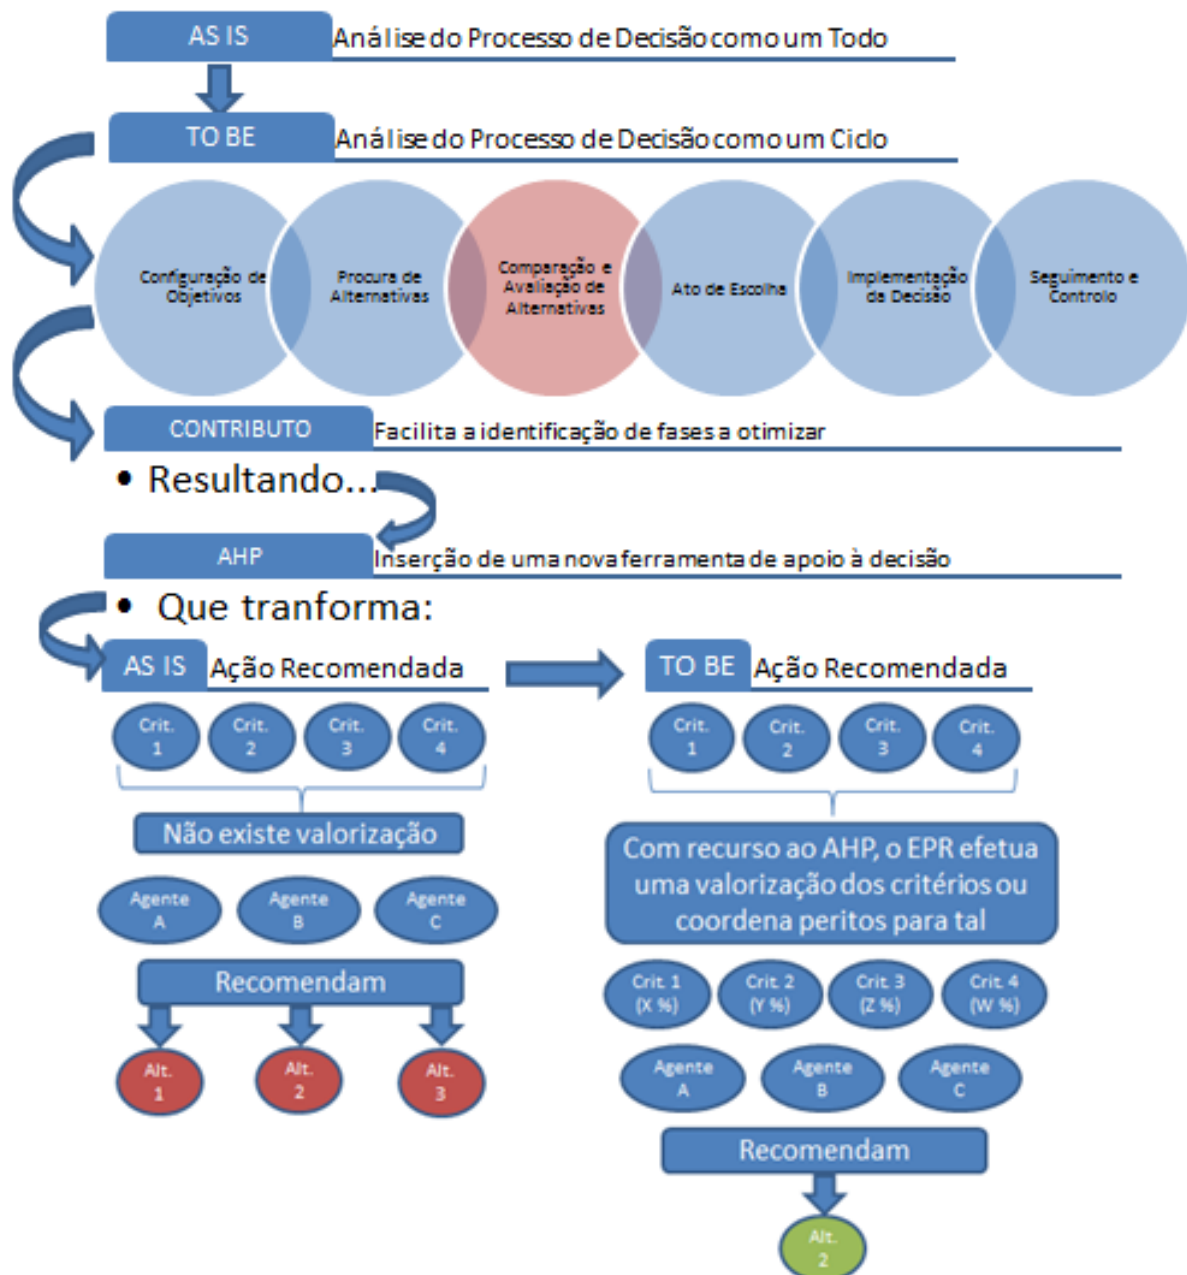 AS IS
Análise do Processo de Decisão como um Todo
TO BE
Análise do Processo de Decisão como um Ciclo
Configuração de
Objetivos
Procura de
Alternativas
Comparação e
Avaliação de
Alternativas
Ato de Escolha
Implementação
da Decisão
Seguimento e
Controlo
CONTRIBUTO
Facilita a identificação de fases a otimizar
• Resultando...
AHP
Inserção de uma nova ferramenta de apoio à decisão
• Que tranforma:
AS IS
Ação Recomendada
Crit.
1
Crit.
2
Crit.
3
Crit.
4
Não existe valorização
Agente
A
Agente
B
Agente
C
Recomendam
Alt.
1
Alt.
2
Alt.
3
TO BE
Ação Recomendada
Crit.
1
Crit.
2
Crit.
3
Crit.
4
Com recurso ao AHP, o EPR efetua
uma valorização dos critérios ou
coordena peritos para tal
Crit. 1
(X %)
Crit. 2
(Y %)
Crit. 3
(Z %)
Crit. 4
(W %)
Agente
A
Agente
B
Agente
C
Recomendam
Alt.
2